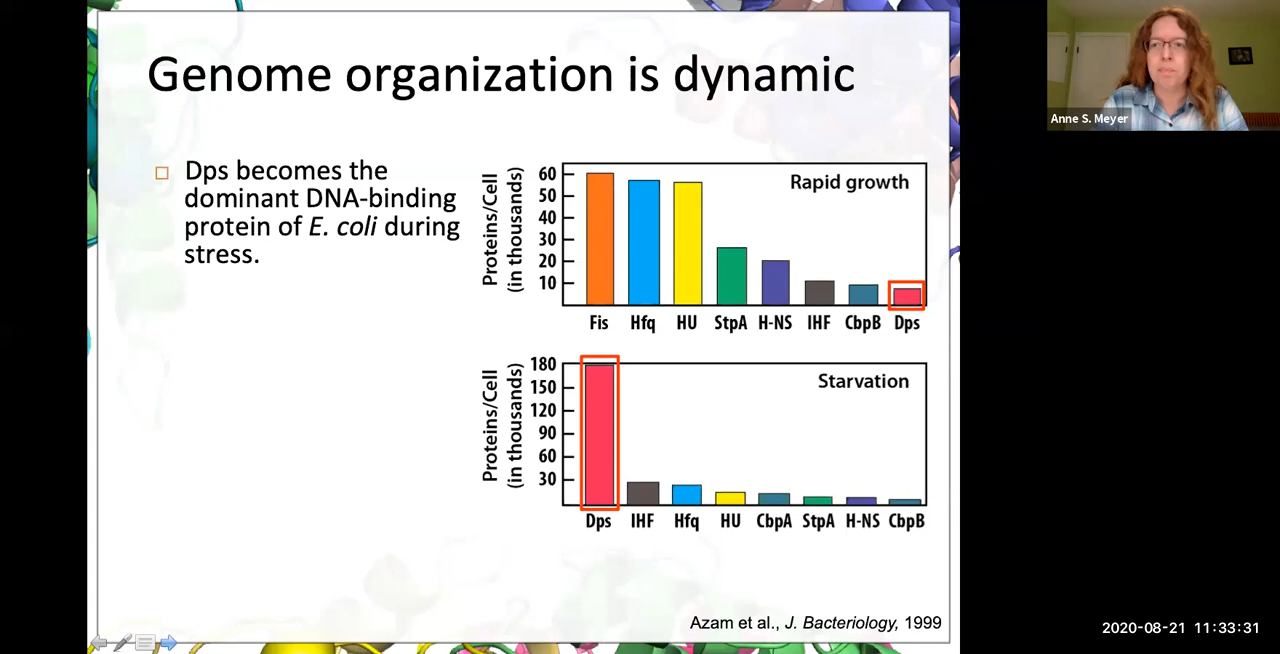 Genome organization is dynamic
Dps becomes the
dominant DNA-binding
protein of E. coli during
stress.
Proteins/Cell
(in thousands)
60
50
40
30
20
10
Rapid growth
Fis Hfq HU StpA H-NS IHF CbpB Dps
Proteins/Cell
(in thousands)
180
150
120
90
60
30
Starvation
Dps IHF Hfq HU CbpA StpA H-NS CbpB
Azam et al., J. Bacteriology, 1999
Anne S. Meyer
2020-08-21 11:33:31